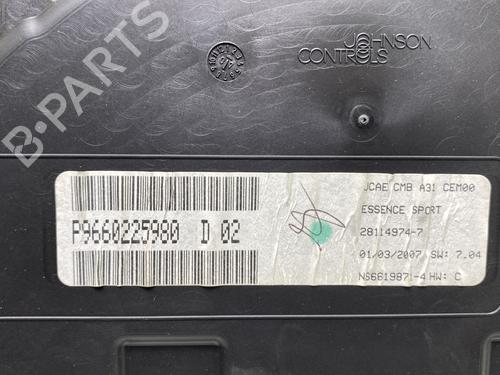 B-PARTS
JOHNSON
CONTROLS
JCAE CMB A31 CEM00
ESSENCE SPORT
28114974-7
01/03/2007 SW: 7.04
NS6619871-4 HW: C
P9660225980 D 02